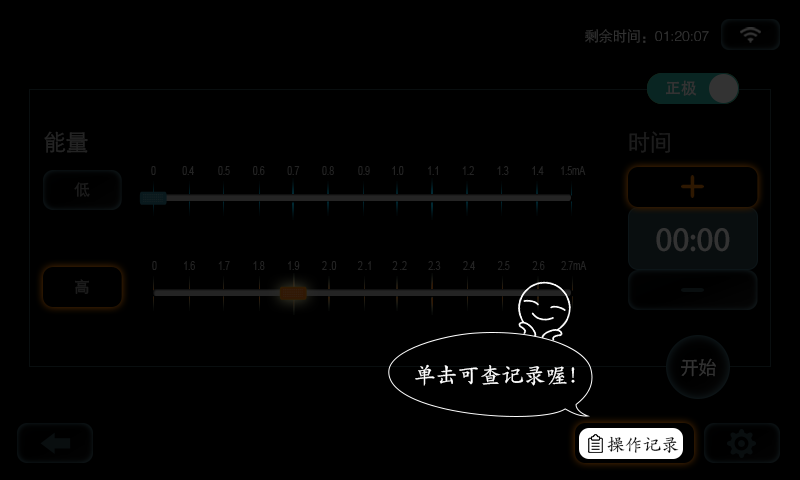 剩余时间：01:20:07
正极
能量
时间
0 0.4 0.5 0.6 0.7 0.8 0.9 1.0 1.1 1.2 1.3 1.4 1.5mA
低
+
00:00
0 1.6 1.7 1.8 1.9 2.0 2.1 2.2 2.3 2.4 2.5 2.6 2.7mA
高
—
开始
单击可查记录喔!
操作记录